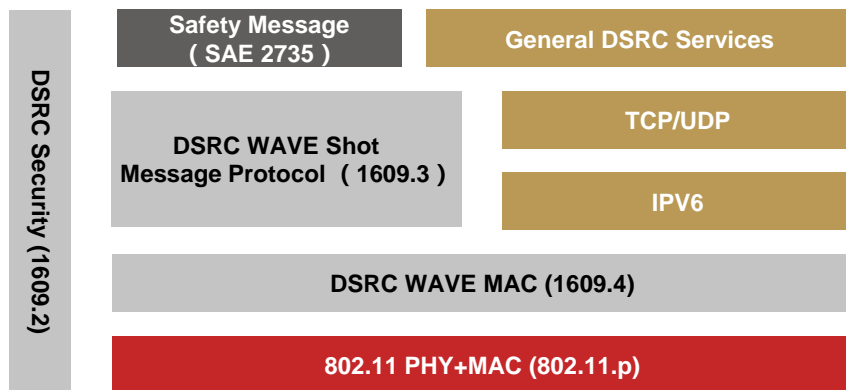 DSRC Security (1609.2)
Safety Message
( SAE 2735 )
General DSRC Services
DSRC WAVE Shot
Message Protocol ( 1609.3 )
TCP/UDP
IPV6
DSRC WAVE MAC (1609.4)
802.11 PHY+MAC (802.11.p)